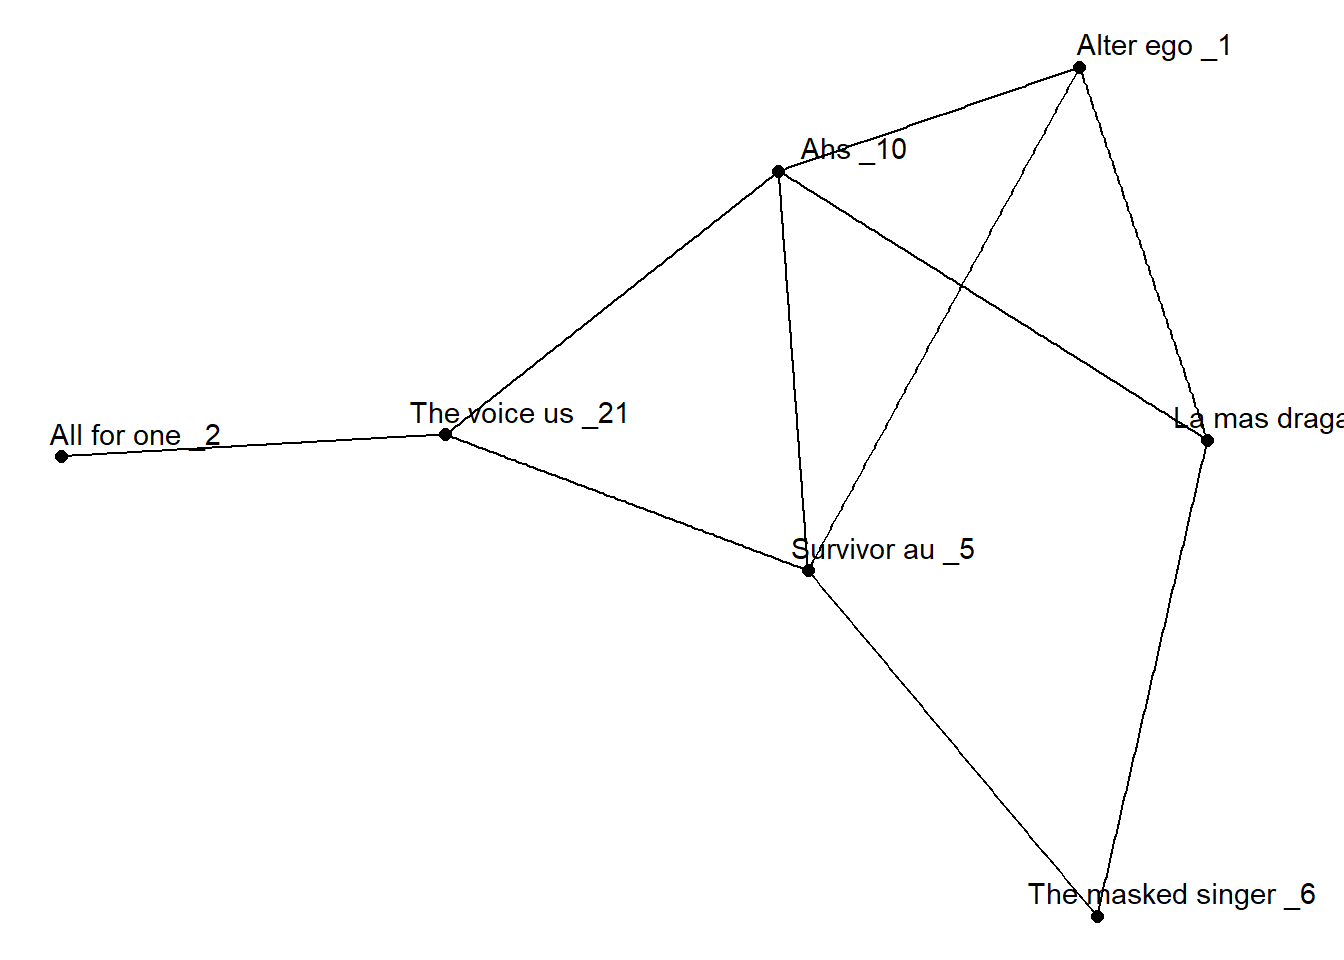 Alter ego _1
Ahs _10
The voice us _21
La mas draga
All for one _2
Survivor au _5
The masked singer _6